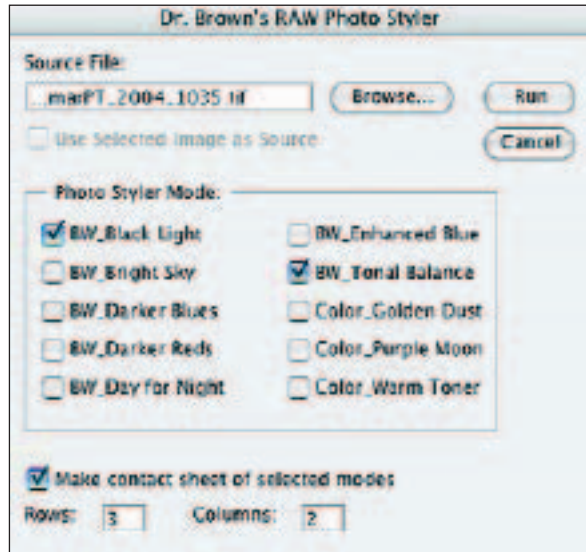 Dr. Brown's RAW Photo Styler
Source File:
...marPT_2004_1035.tif Browse... Run
Use Selected Image as Source Cancel
Photo Styler Mode:
BW_Black Light BW_Enhanced Blue
BW_Bright Sky BW_Tonal Balance
BW_Darker Blues Color_Golden Dust
BW_Darker Reds Color_Purple Moon
BW_Day for Night Color_Warm Toner
Make contact sheet of selected modes
Rows: 3 Columns: 2